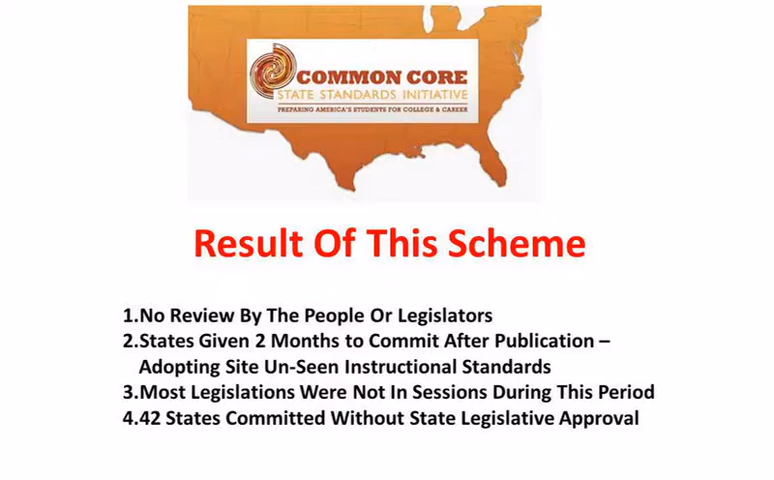 COMMON CORE
STATE STANDARDS INITIATIVE
PREPARING AMERICA'S STUDENTS FOR COLLEGE & CAREER
Result Of This Scheme
1.No Review By The People Or Legislators
2.States Given 2 Months to Commit After Publication –
Adopting Site Un-Seen Instructional Standards
3.Most Legislations Were Not In Sessions During This Period
4.42 States Committed Without State Legislative Approval